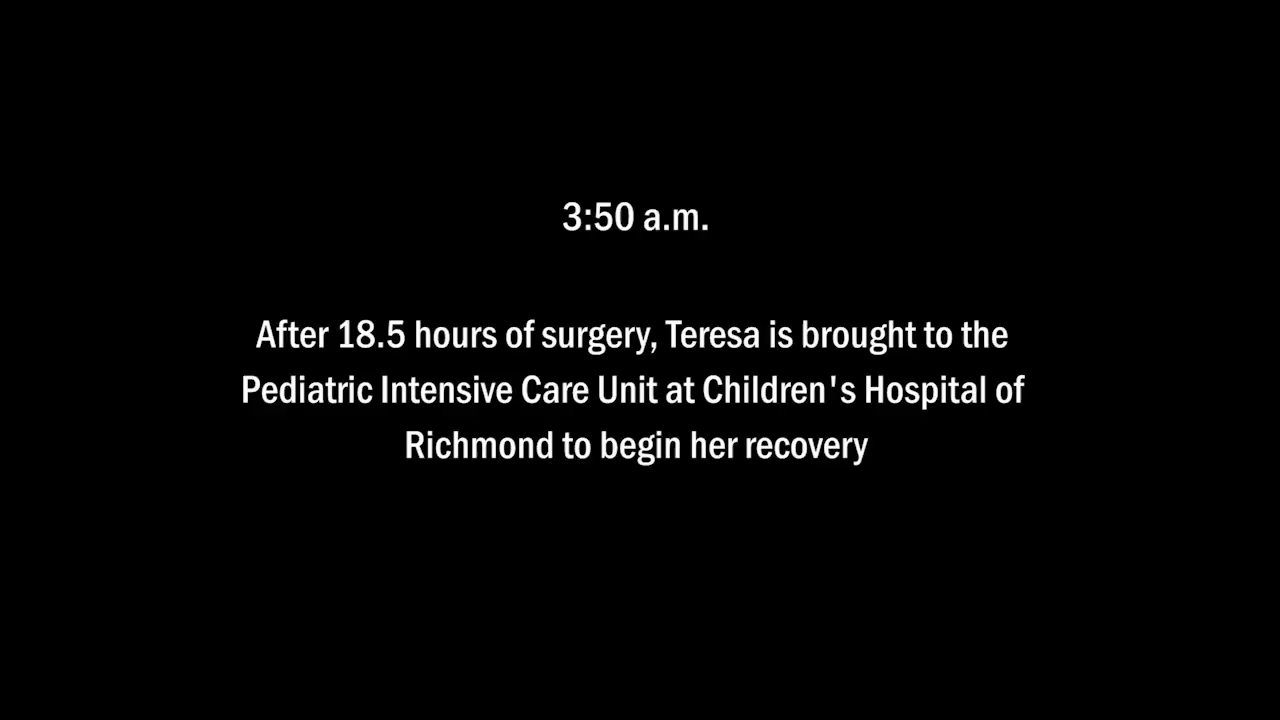 3:50 a.m.
After 18.5 hours of surgery, Teresa is brought to the
Pediatric Intensive Care Unit at Children's Hospital of
Richmond to begin her recovery